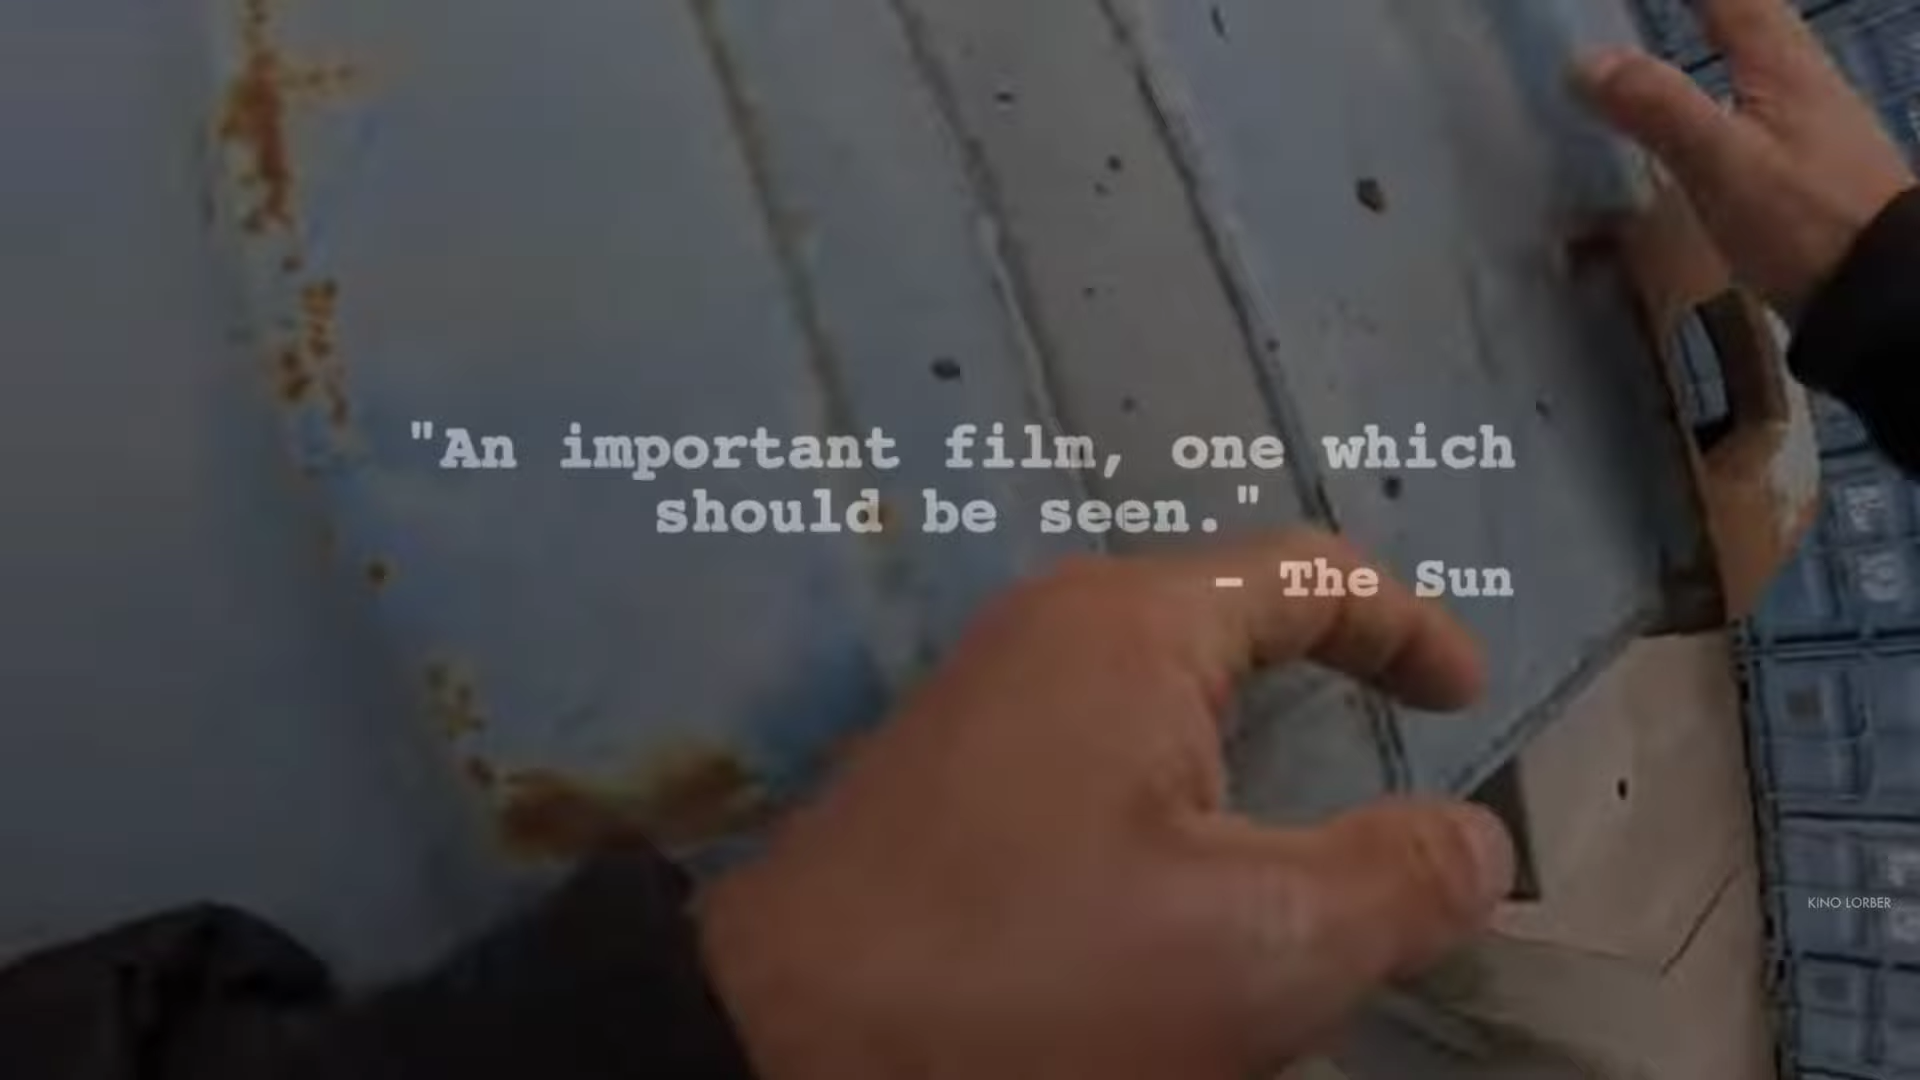 "An important film, one which
should be seen."
- The Sun
KINO LORBER